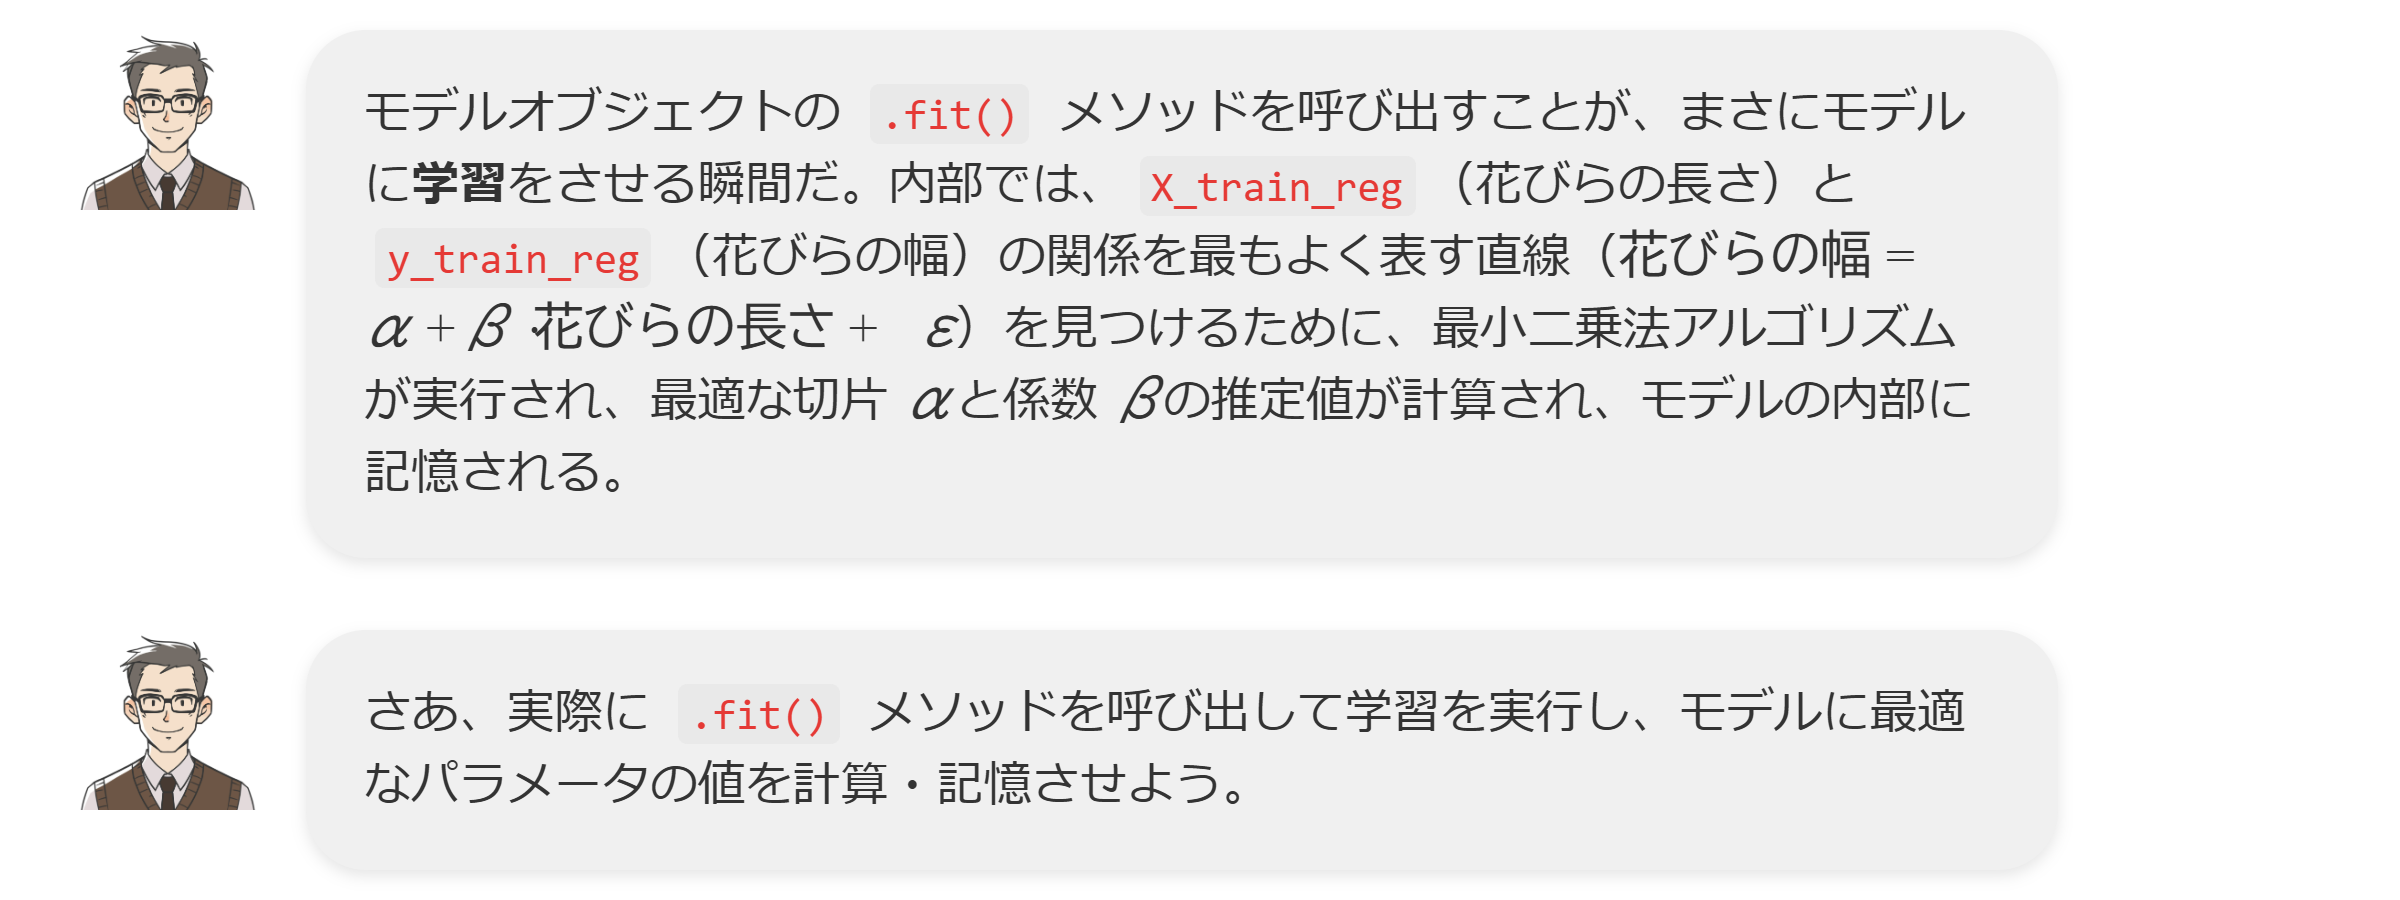 モデルオブジェクトの .fit() メソッドを呼び出すことが、まさにモデル
に学習をさせる瞬間だ。内部では、 X_train_reg （花びらの長さ）と
y_train_reg （花びらの幅）の関係を最もよく表す直線（花びらの幅 =
α + β ·花びらの長さ + ε）を見つけるために、最小二乗法アルゴリズム
が実行され、最適な切片 αと係数 βの推定値が計算され、モデルの内部に
記憶される。
さあ、実際に .fit() メソッドを呼び出して学習を実行し、モデルに最適
なパラメータの値を計算・記憶させよう。